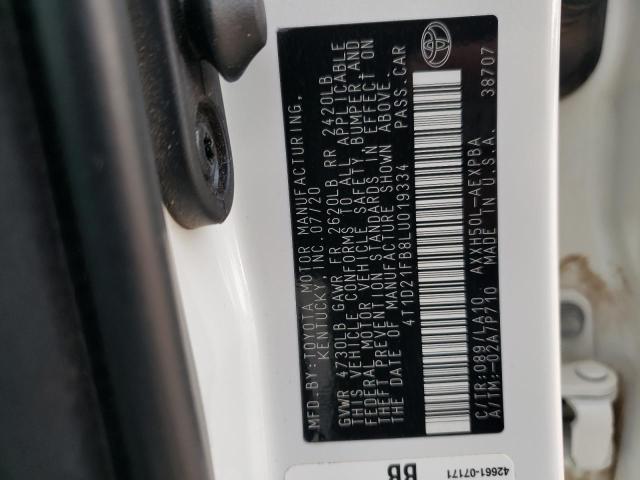 MFD. BY: TOYOTA MOTOR MANUFACTURING,
KENTUCKY, INC. 07/20
GVWR 4730LB GAWR FR 2620LB RR 2420LB
THIS VEHICLE CONFORMS TO ALL APPLICABLE
FEDERAL MOTOR VEHICLE SAFETY, BUMPER, AND
THEFT PREVENTION STANDARDS IN EFFECT ON
THE DATE OF MANUFACTURE SHOWN ABOVE.
4T1D21FB8LU019334 PASS. CAR
C/TR: 089/LA10 AXXH50L-AEXPBA
A/TM: -02A/P710 MADE IN U.S.A. 38707
42661-07171
BB